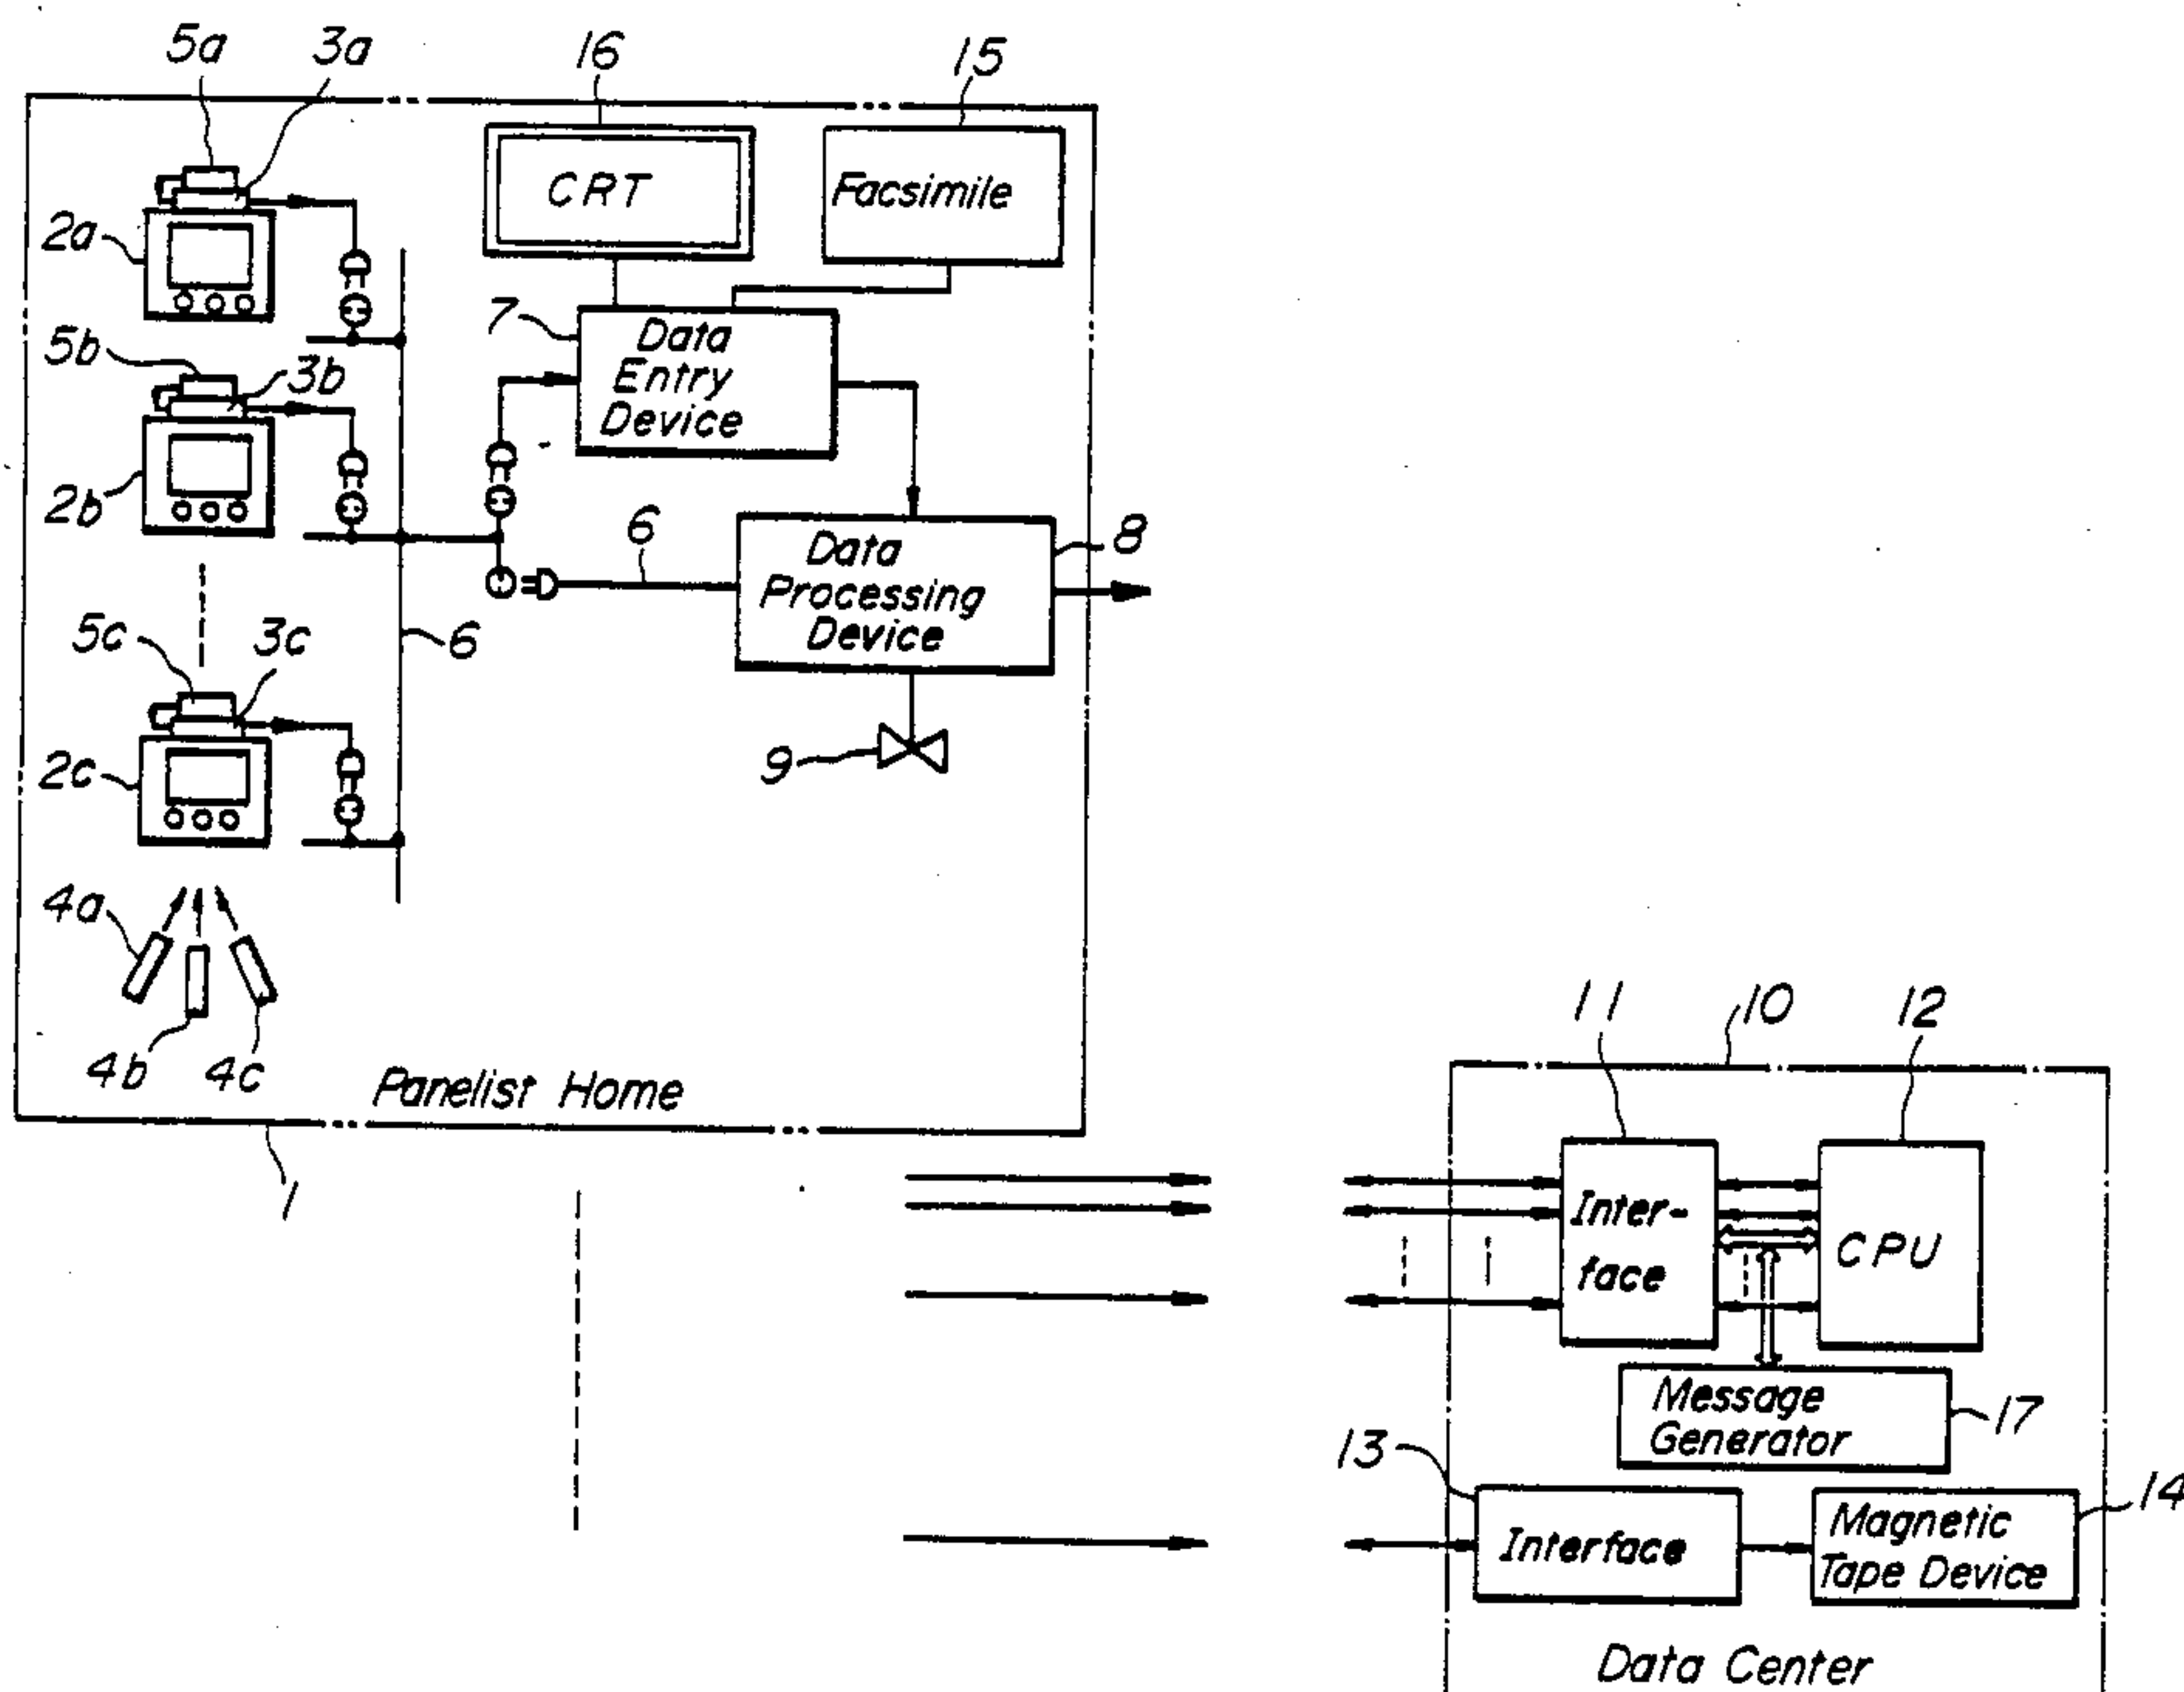 5a
3a
16
15
CRT
Facsimile
2a
5b
3b
7
Data
Entry
Device
2b
6
8
Data
Processing
Device
5c
3c
6
2c
9
4a
4b
4c
Panelist Home
1
11
10
12
Inter-
face
CPU
Message
Generator
17
13
14
Interface
Magnetic
Tape Device
Data Center